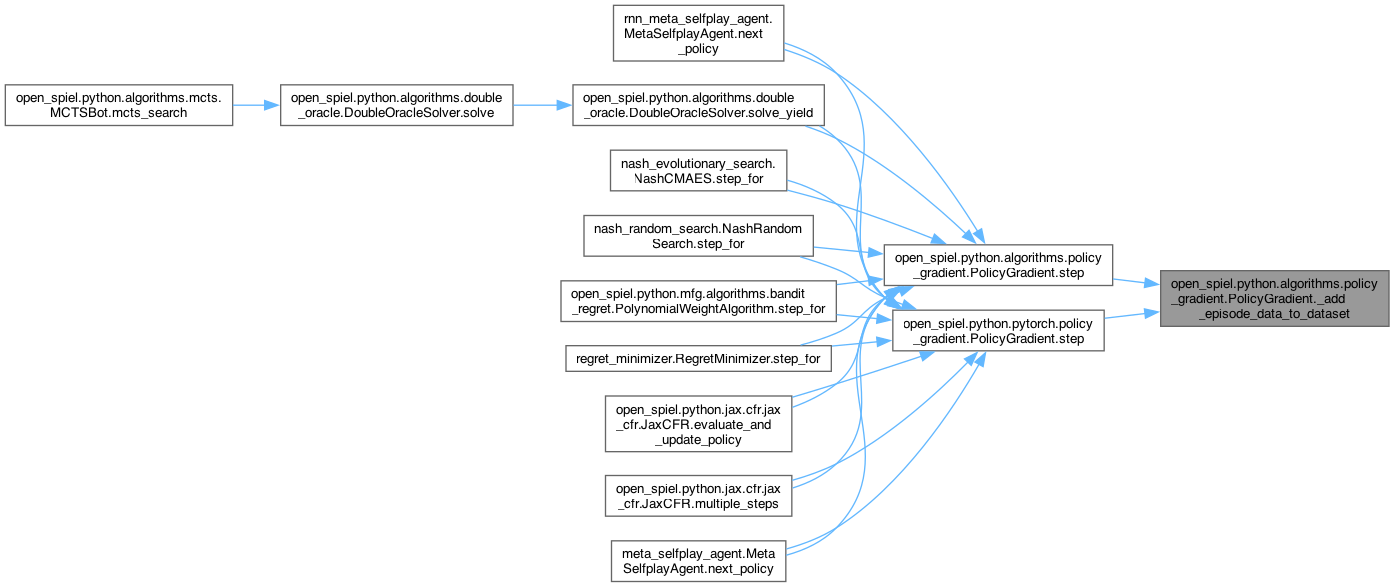 rnn_meta_selfplay_agent.
MetaSelfplayAgent.next
_policy
open_spiel.python.algorithms.mcts.
MCTSBot.mcts_search
open_spiel.python.algorithms.double
_oracle.DoubleOracleSolver.solve
open_spiel.python.algorithms.double
_oracle.DoubleOracleSolver.solve_yield
nash_evolutionary_search.
NashCMAES.step_for
nash_random_search.NashRandom
Search.step_for
open_spiel.python.algorithms.policy
_gradient.PolicyGradient.step
open_spiel.python.algorithms.policy
_gradient.PolicyGradient._add
_episode_data_to_dataset
open_spiel.python.mfg.algorithms.bandit
_regret.PolynomialWeightAlgorithm.step_for
open_spiel.python.pytorch.policy
_gradient.PolicyGradient.step
regret_minimizer.RegretMinimizer.step_for
open_spiel.python.jax.cfr.jax
_cfr.JaxCFR.evaluate_and
_update_policy
open_spiel.python.jax.cfr.jax
_cfr.JaxCFR.multiple_steps
meta_selfplay_agent.Meta
SelfplayAgent.next_policy